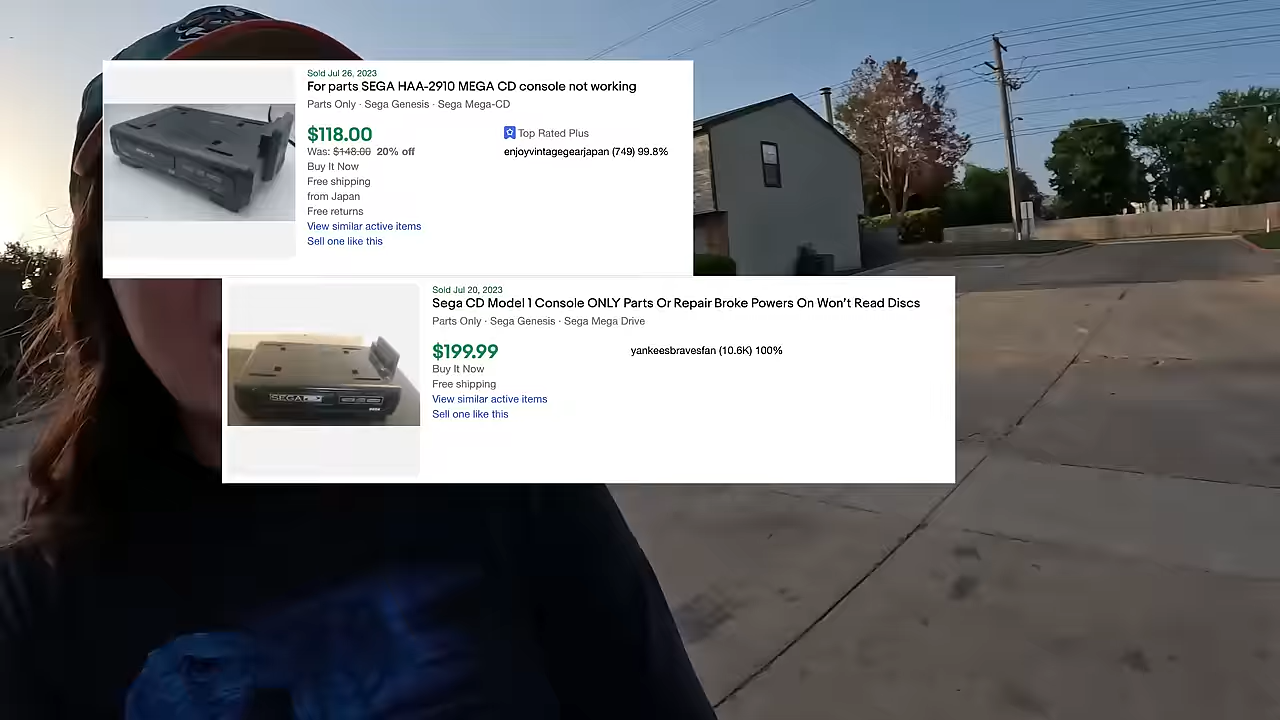 Sold Jul 26, 2023
For parts SEGA HAA-2910 MEGA CD console not working
Parts Only · Sega Genesis · Sega Mega-CD
$118.00
Top Rated Plus
Was: $148.00 20% off
enjoyvintagegearjapan (749) 99.8%
Buy It Now
Free shipping
from Japan
Free returns
View similar active items
Sell one like this
Sold Jul 20, 2023
Sega CD Model 1 Console ONLY Parts Or Repair Broke Powers On Won't Read Discs
Parts Only · Sega Genesis · Sega Mega Drive
$199.99
yankeesbravesfan (10.6K) 100%
Buy It Now
Free shipping
View similar active items
Sell one like this
SEGA